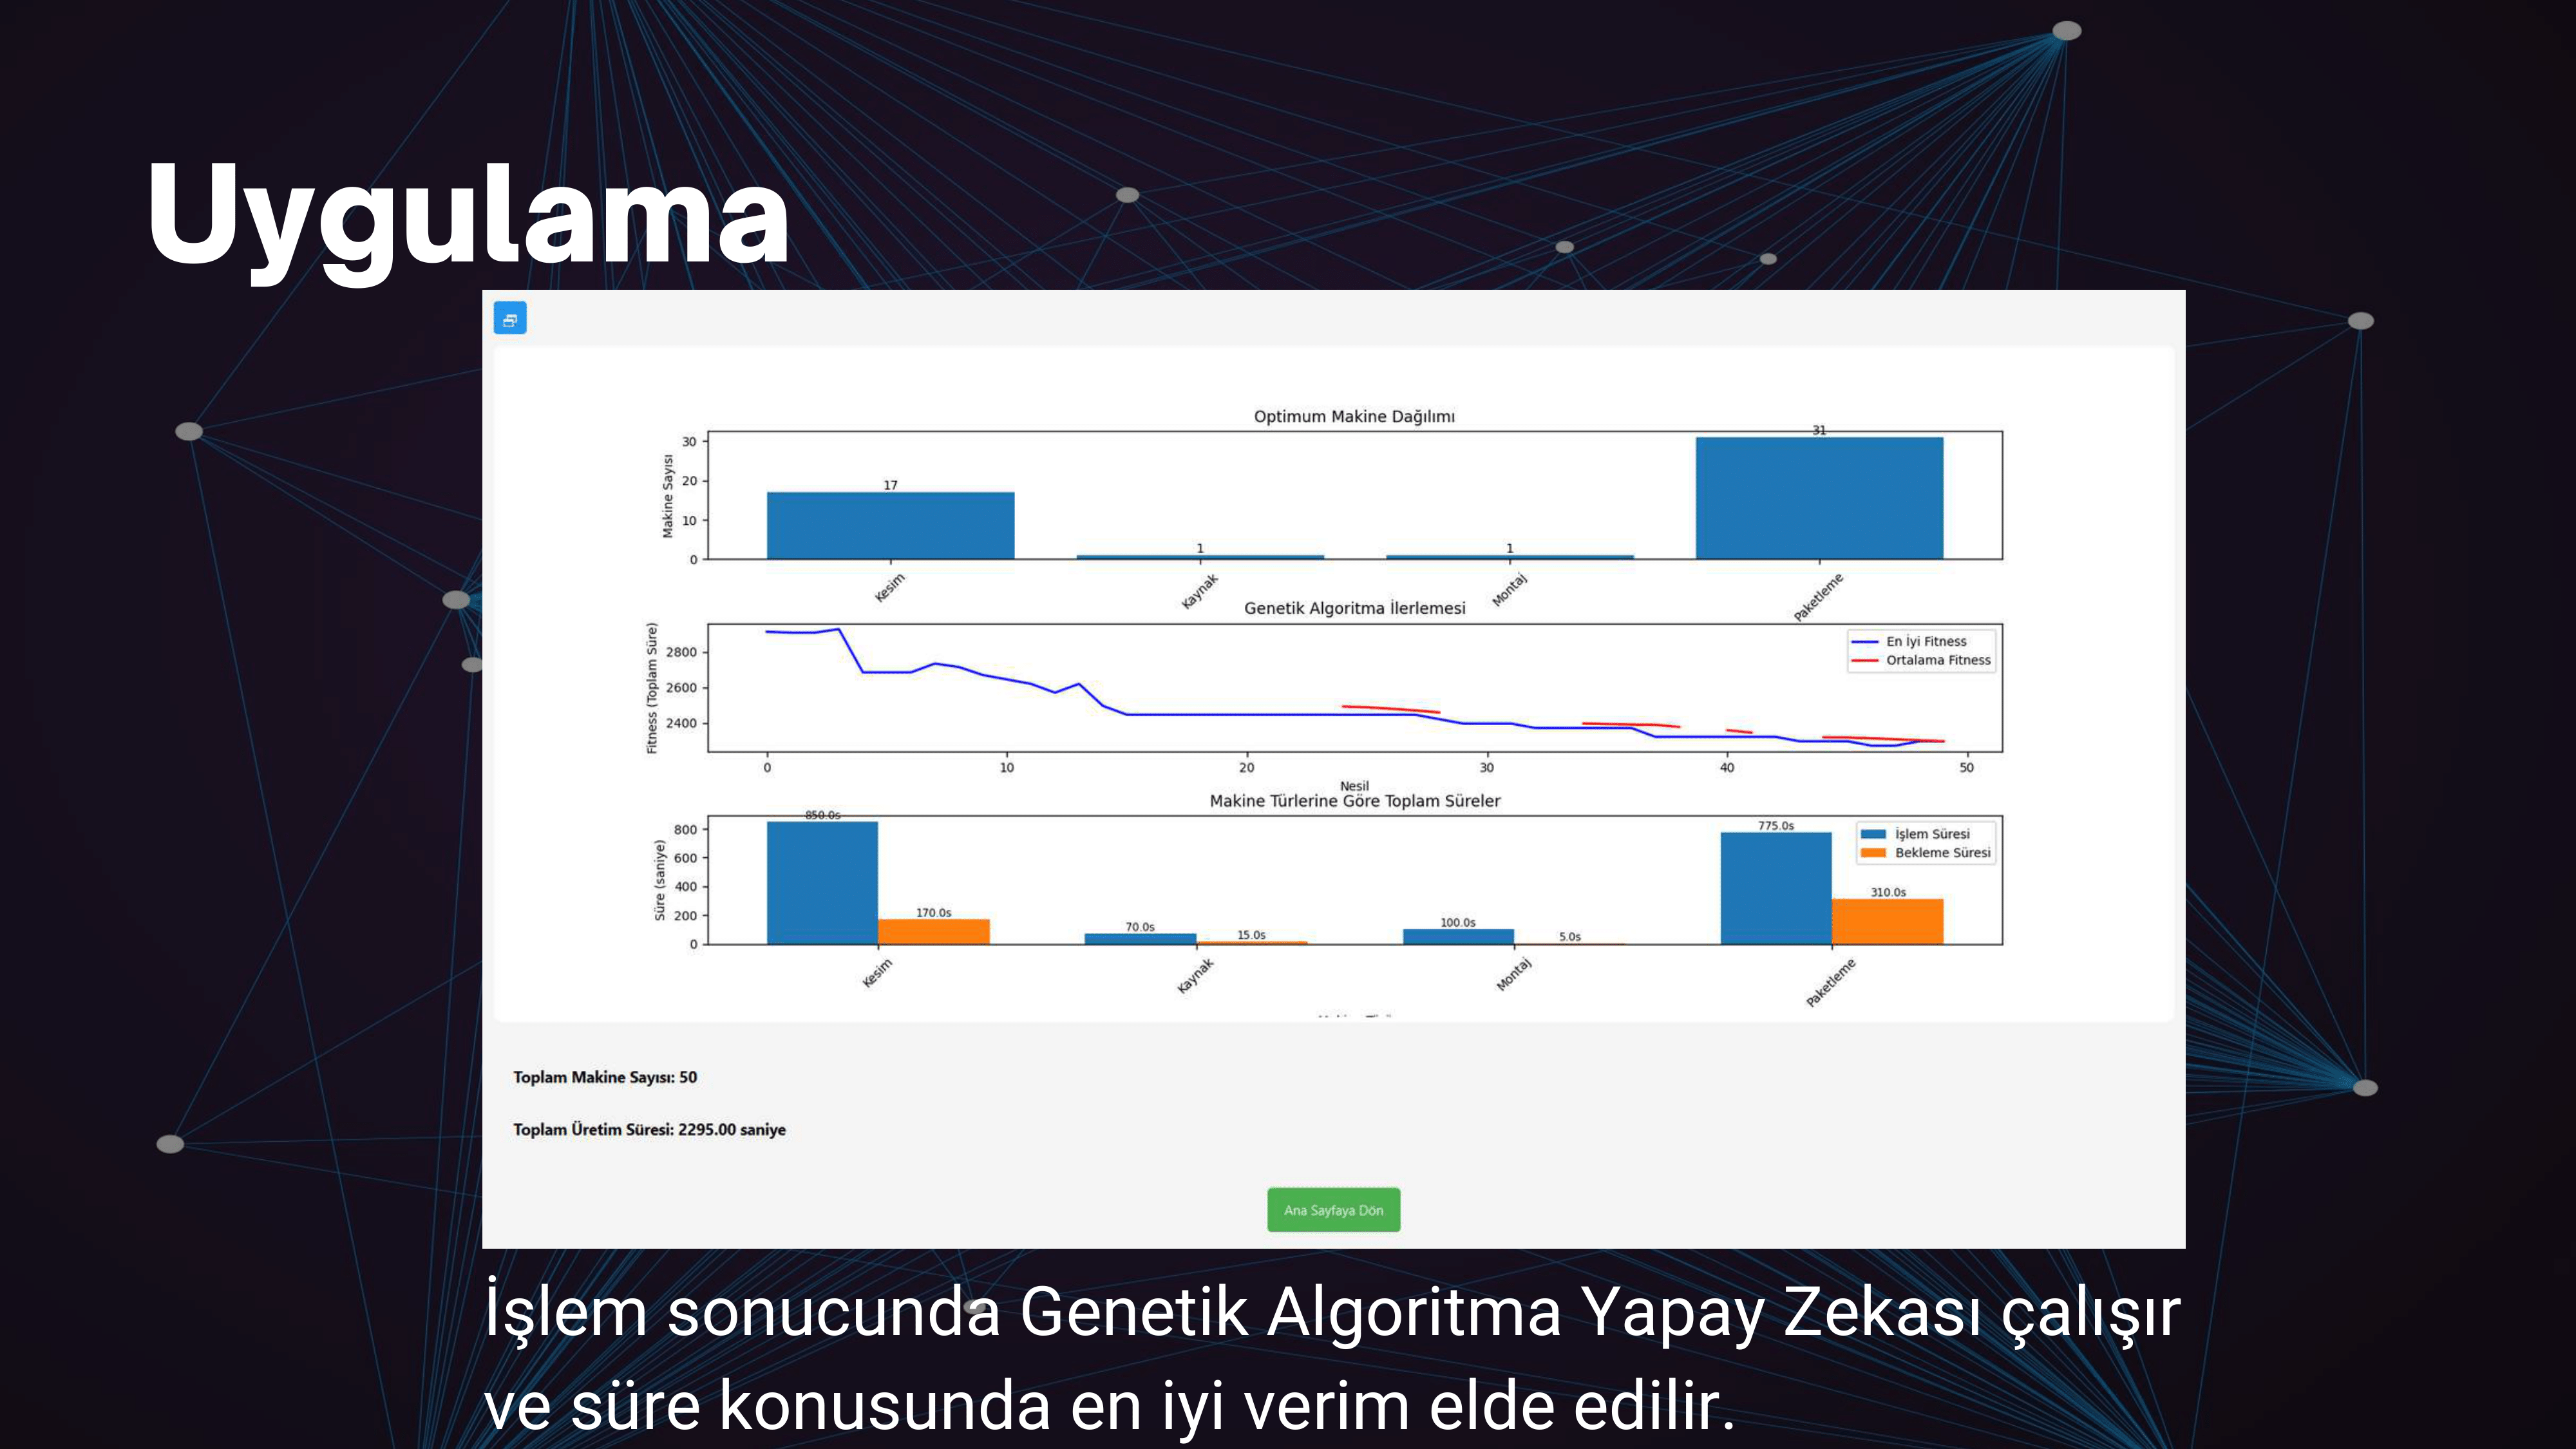 Uygulama
Optimum Makine Dağılımı
Makine Sayısı
30
20
10
0
17
1
1
31
Kesim
Kaynak
Montaj
Paketleme
Genetik Algoritma İlerlemesi
Fitness (Toplam Süre)
2800
2600
2400
En İyi Fitness
Ortalama Fitness
0
10
20
30
40
50
Nesil
Makine Türlerine Göre Toplam Süreler
Süre (saniye)
800
600
400
200
0
850.0s
170.0s
70.0s
15.0s
100.0s
5.0s
775.0s
310.0s
İşlem Süresi
Bekleme Süresi
Kesim
Kaynak
Montaj
Paketleme
Toplam Makine Sayısı: 50
Toplam Üretim Süresi: 2295.00 saniye
Ana Sayfaya Dön
İşlem sonucunda Genetik Algoritma Yapay Zekası çalışır
ve süre konusunda en iyi verim elde edilir.